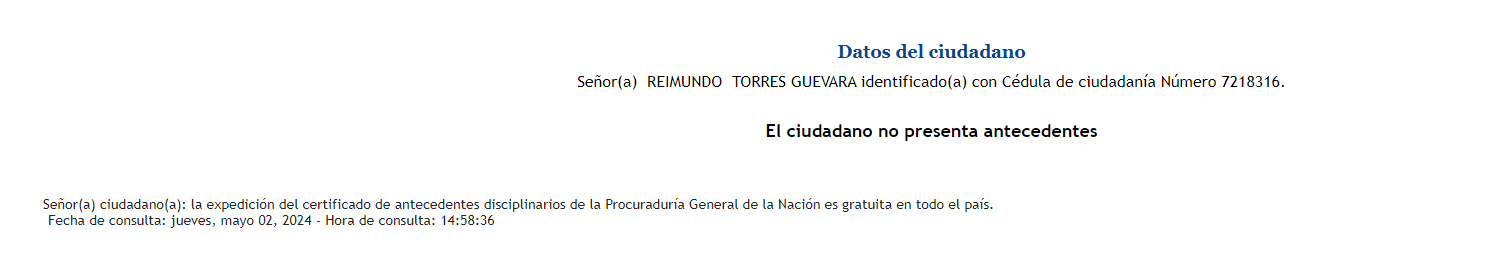 Datos del ciudadano
Señor(a) REIMUNDO TORRES GUEVARA identificado(a) con Cédula de ciudadanía Número 7218316.
El ciudadano no presenta antecedentes
Señor(a) ciudadano(a): la expedición del certificado de antecedentes disciplinarios de la Procuraduría General de la Nación es gratuita en todo el país.
Fecha de consulta: jueves, mayo 02, 2024 - Hora de consulta: 14:58:36